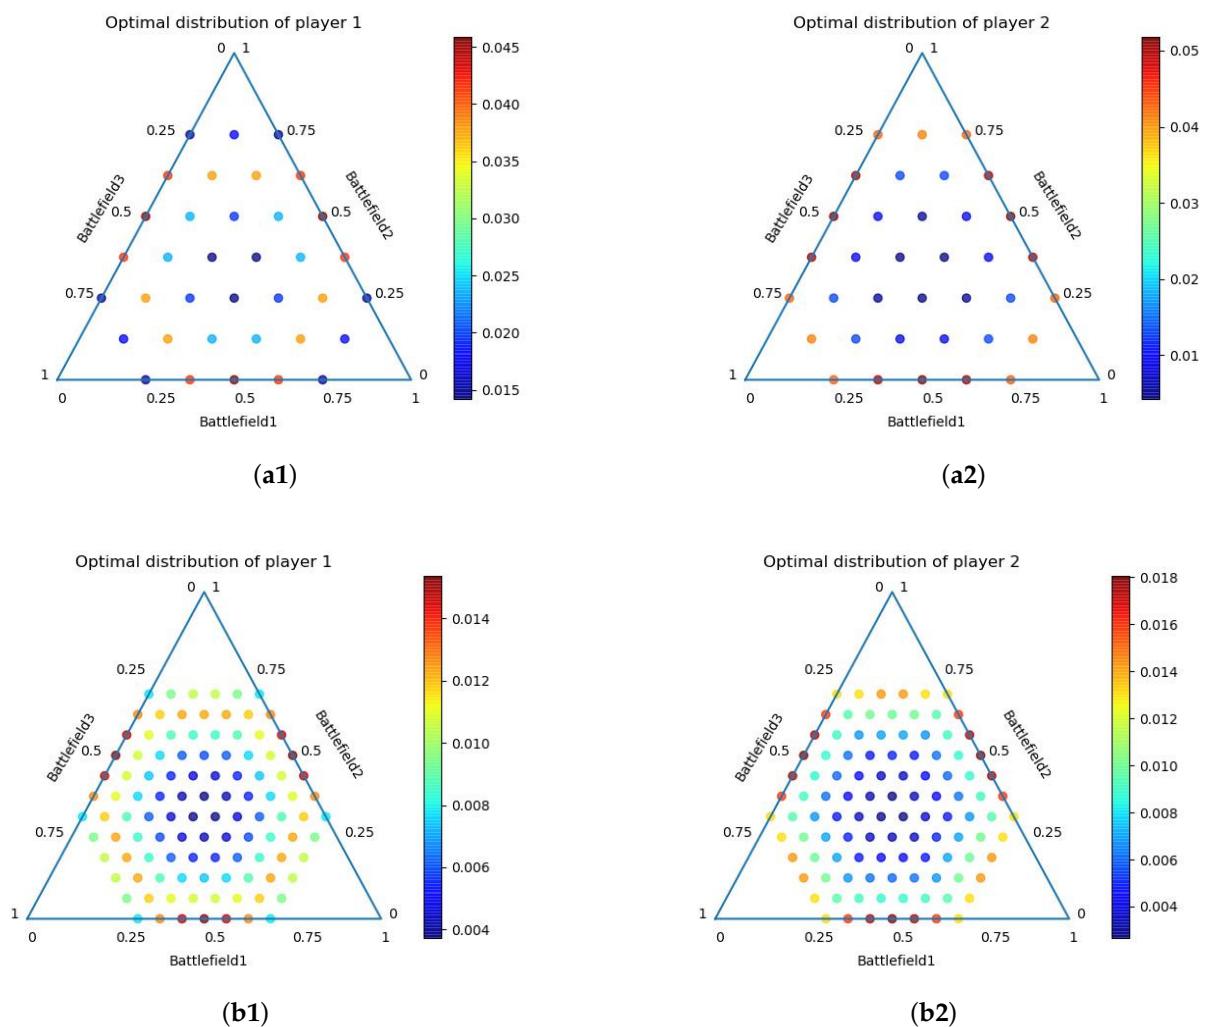 Optimal distribution of player 1
0 1
0.25 0.75
Battlefield3
Battlefield2
0.5 0.5
0.75 0.25
1 0
0 0.25 0.5 0.75 1
Battlefield1
0.045
0.040
0.035
0.030
0.025
0.020
0.015
(a1)
Optimal distribution of player 2
0 1
0.25 0.75
Battlefield3
Battlefield2
0.5 0.5
0.75 0.25
1 0
0 0.25 0.5 0.75 1
Battlefield1
0.05
0.04
0.03
0.02
0.01
(a2)
Optimal distribution of player 1
0 1
0.25 0.75
Battlefield3
Battlefield2
0.5 0.5
0.75 0.25
1 0
0 0.25 0.5 0.75 1
Battlefield1
0.014
0.012
0.010
0.008
0.006
0.004
(b1)
Optimal distribution of player 2
0 1
0.25 0.75
Battlefield3
Battlefield2
0.5 0.5
0.75 0.25
1 0
0 0.25 0.5 0.75 1
Battlefield1
0.018
0.016
0.014
0.012
0.010
0.008
0.006
0.004
(b2)